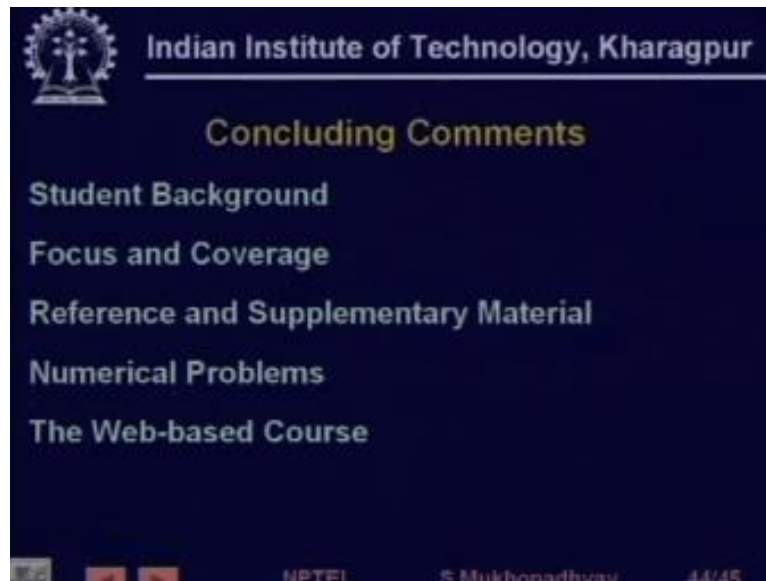 Indian Institute of Technology, Kharagpur
Concluding Comments
Student Background
Focus and Coverage
Reference and Supplementary Material
Numerical Problems
The Web-based Course
NPTEL S.Mukhopadhyay 44/45